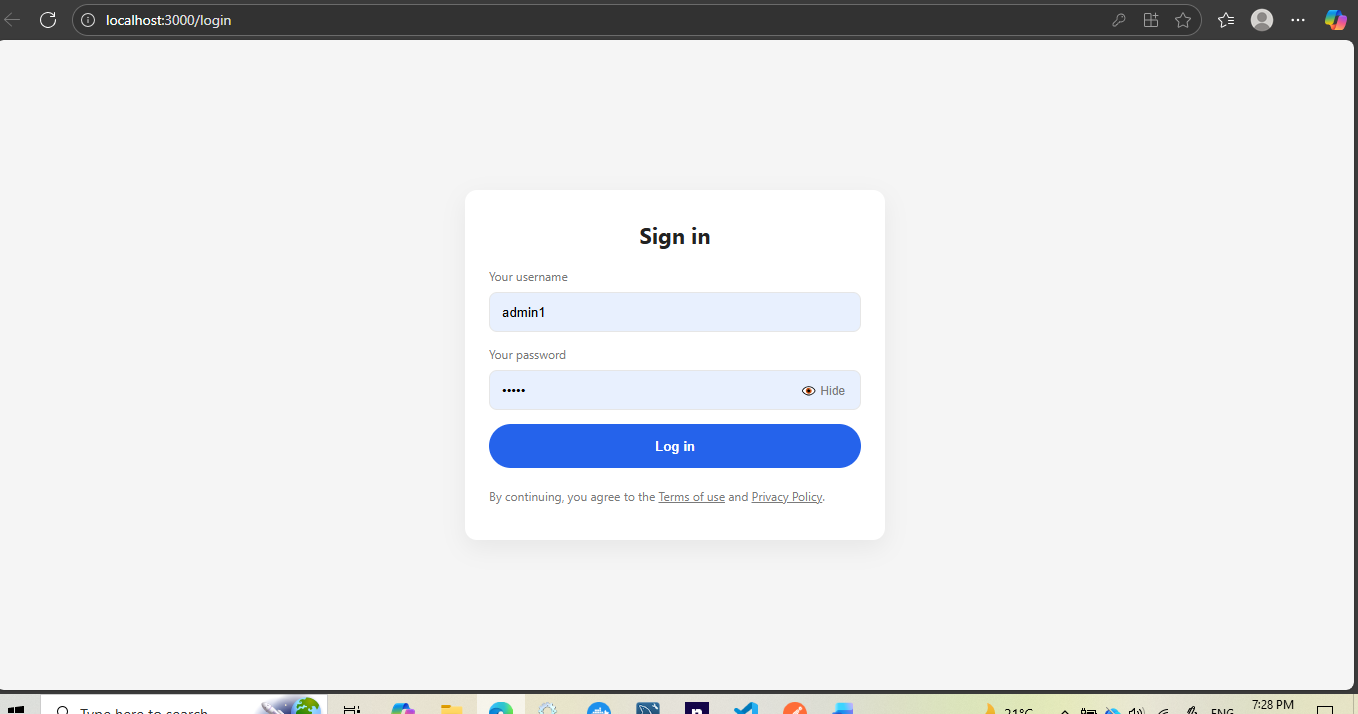 localhost:3000/login
Sign in
Your username
admin1
Your password
•••••
Hide
Log in
By continuing, you agree to the Terms of use and Privacy Policy.
Type here to search
21°C
ENG
7:28 PM